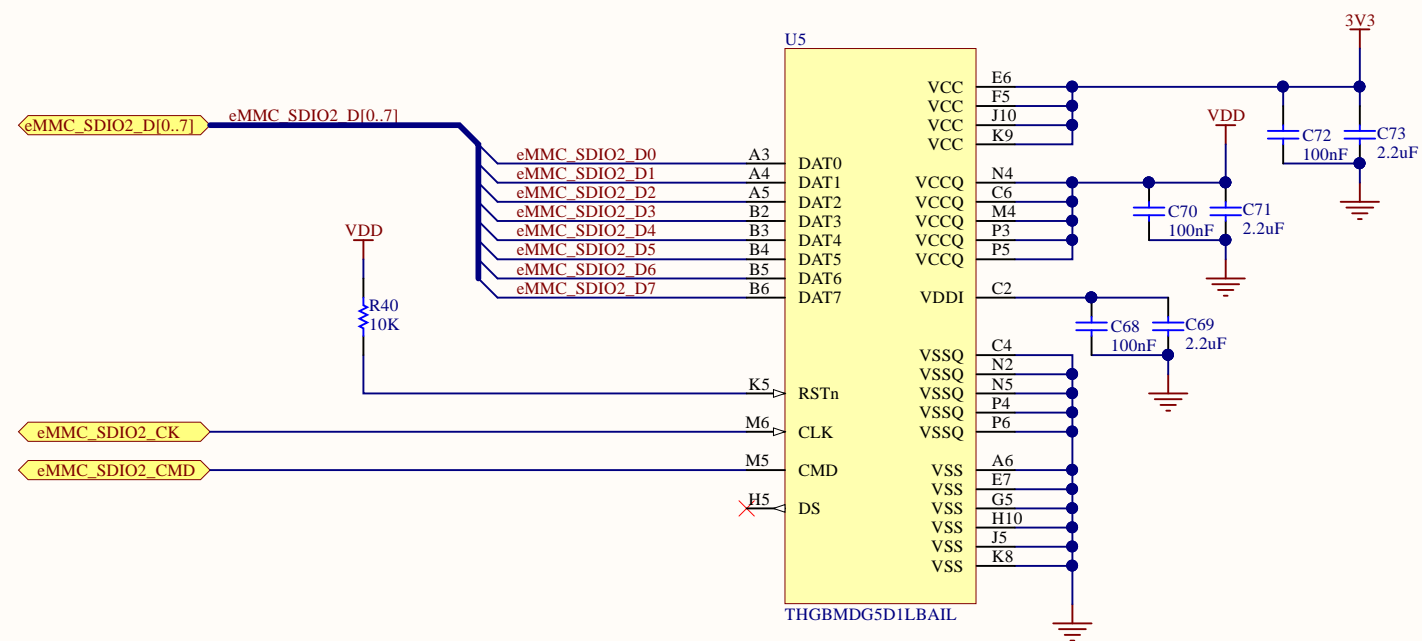 U5
3V3
eMMC_SDIO2_D[0..7]
eMMC_SDIO2_D[0..7]
eMMC_SDIO2_D0 A3 DAT0
eMMC_SDIO2_D1 A4 DAT1
eMMC_SDIO2_D2 A5 DAT2
eMMC_SDIO2_D3 B2 DAT3
eMMC_SDIO2_D4 B3 DAT4
eMMC_SDIO2_D5 B4 DAT5
eMMC_SDIO2_D6 B5 DAT6
eMMC_SDIO2_D7 B6 DAT7
VDD
R40
10K
K5 RSTn
eMMC_SDIO2_CK M6 CLK
eMMC_SDIO2_CMD M5 CMD
H5 DS
VCC E6
VCC F5
VCC J10
VCC K9
C72
100nF
C73
2.2uF
VDD
VCCQ N4
VCCQ C6
VCCQ M4
VCCQ P3
VCCQ P5
C70
100nF
C71
2.2uF
VDDI C2
C68
100nF
C69
2.2uF
VSSQ C4
VSSQ N2
VSSQ N5
VSSQ P4
VSSQ P6
VSS A6
VSS E7
VSS G5
VSS H10
VSS J5
VSS K8
THGBMDG5D1LBAIL